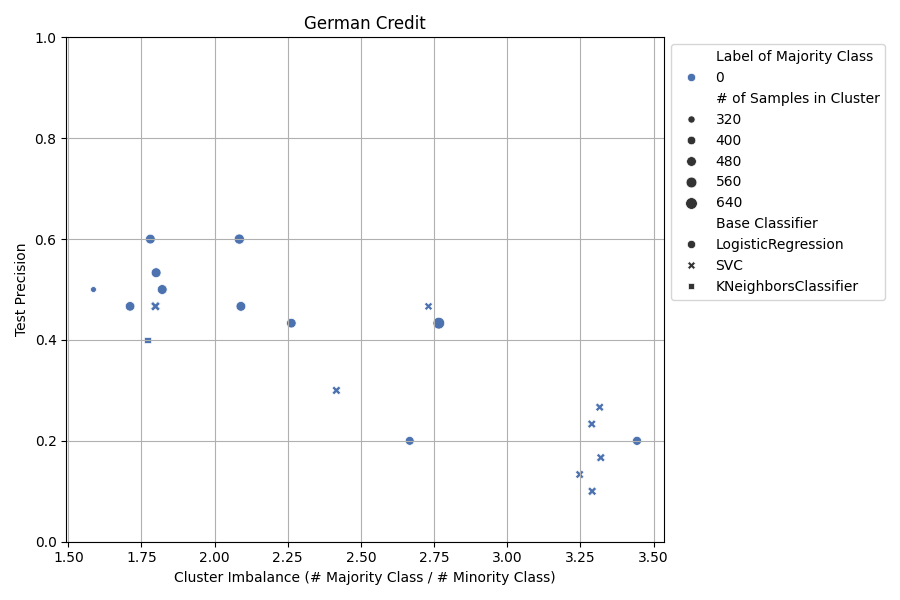 German Credit
1.0
0.8
0.6
0.4
0.2
0.0
Test Precision
1.50
1.75
2.00
2.25
2.50
2.75
3.00
3.25
3.50
Cluster Imbalance (# Majority Class / # Minority Class)
Label of Majority Class
0
# of Samples in Cluster
320
400
480
560
640
Base Classifier
LogisticRegression
SVC
KNeighborsClassifier